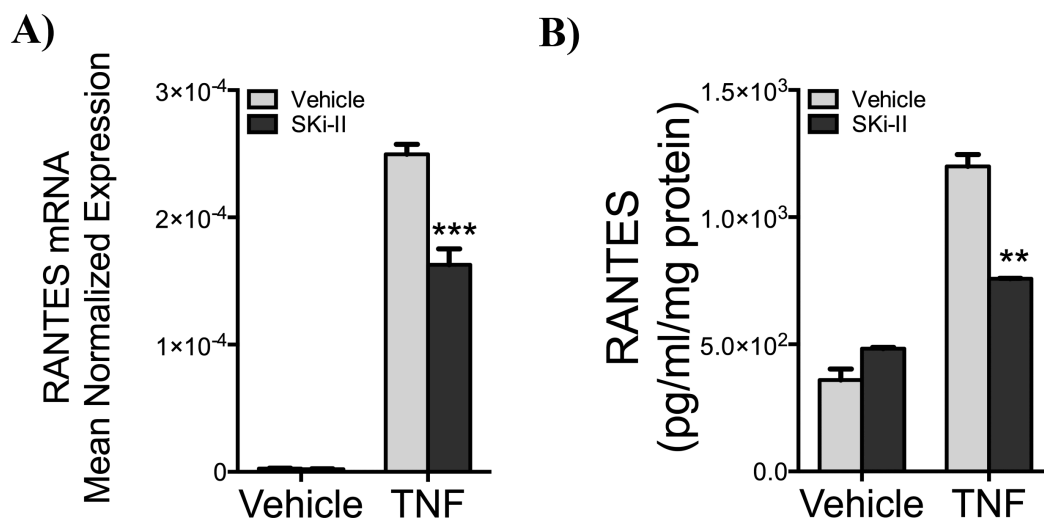 A)
RANTES mRNA
Mean Normalized Expression
3×10⁻⁴
2×10⁻⁴
1×10⁻⁴
0
Vehicle
SKi-II
***
Vehicle TNF
B)
RANTES
(pg/ml/mg protein)
1.5×10³
1.0×10³
5.0×10²
0.0
Vehicle
SKi-II
**
Vehicle TNF